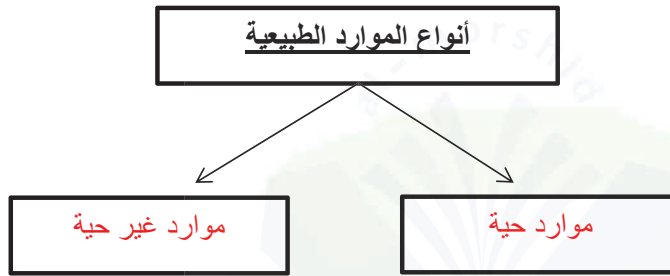 أنواع الموارد الطبيعية
موارد حية
موارد غير حية